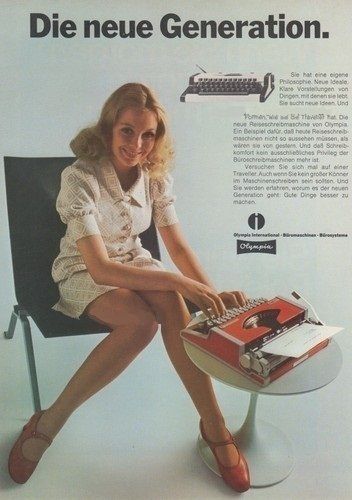 Die neue Generation.
Sie hat eine eigene
Philosophie. Neue Ideale.
Klare Vorstellungen von
Dingen, mit denen sie lebt.
Sie sucht neue Ideen. Und
Formen, wie sie der Traveller hat. Die
neue Reiseschreibmaschine von Olympia.
Ein Beispiel dafür, daß heute Reiseschreib-
maschinen nicht so aussehen müssen, als
wären sie von gestern. Und daß Schreib-
komfort kein ausschließliches Privileg der
Büroschreibmaschinen mehr ist.
Versuchen Sie sich mal auf einer
Traveller. Auch wenn Sie kein großer Könner
im Maschinenschreiben sein sollten. Und
Sie werden erfahren, worum es der neuen
Generation geht: Gute Dinge besser zu
machen.
Olympia International · Büromaschinen · Bürosysteme
Olympia